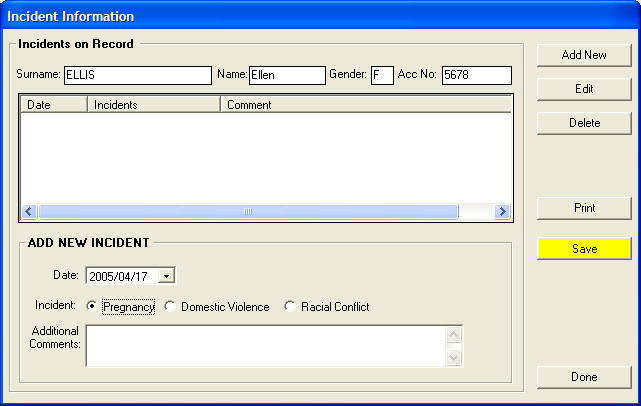 Incident Information
Incidents on Record
Surname: ELLIS Name: Ellen Gender: F Acc No: 5678
Date Incidents Comment
ADD NEW INCIDENT
Date: 2005/04/17
Incident: Pregnancy Domestic Violence Racial Conflict
Additional
Comments:
Add New
Edit
Delete
Print
Save
Done